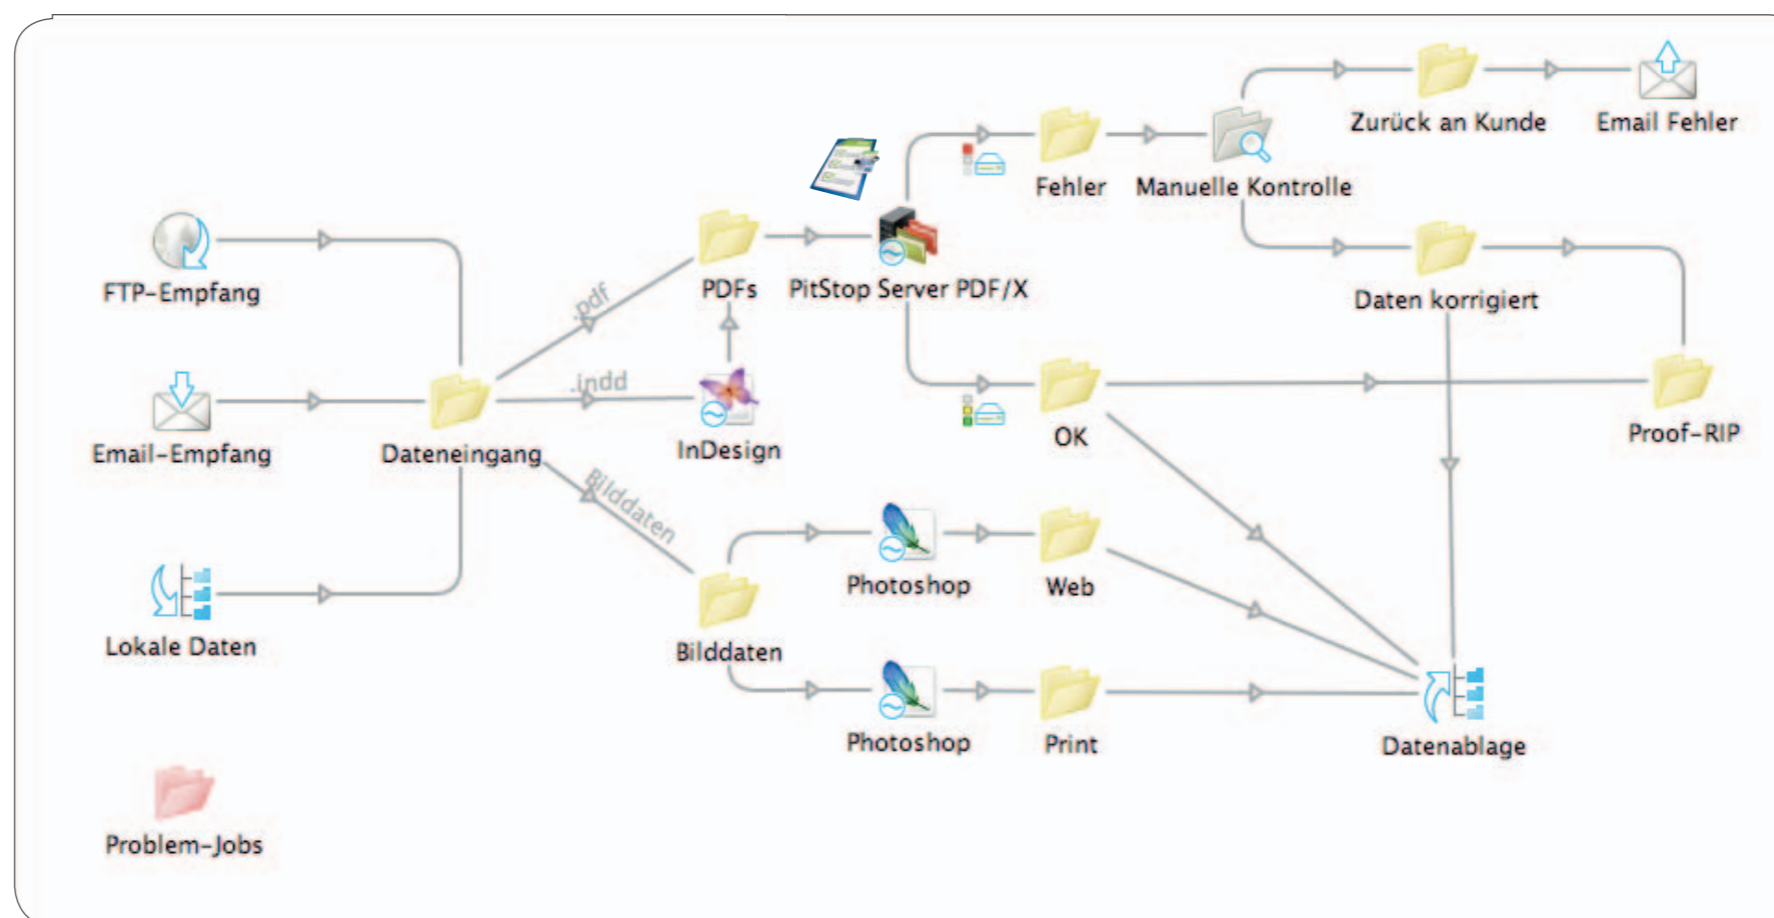 Zurück an Kunde
Email Fehler
Fehler
Manuelle Kontrolle
FTP-Empfang
.pdf
PDFs
PitStop Server PDF/X
Daten korrigiert
.indd
Email-Empfang
Dateneingang
InDesign
OK
Proof-RIP
Bilddaten
Photoshop
Web
Lokale Daten
Bilddaten
Photoshop
Print
Datenablage
Problem-Jobs